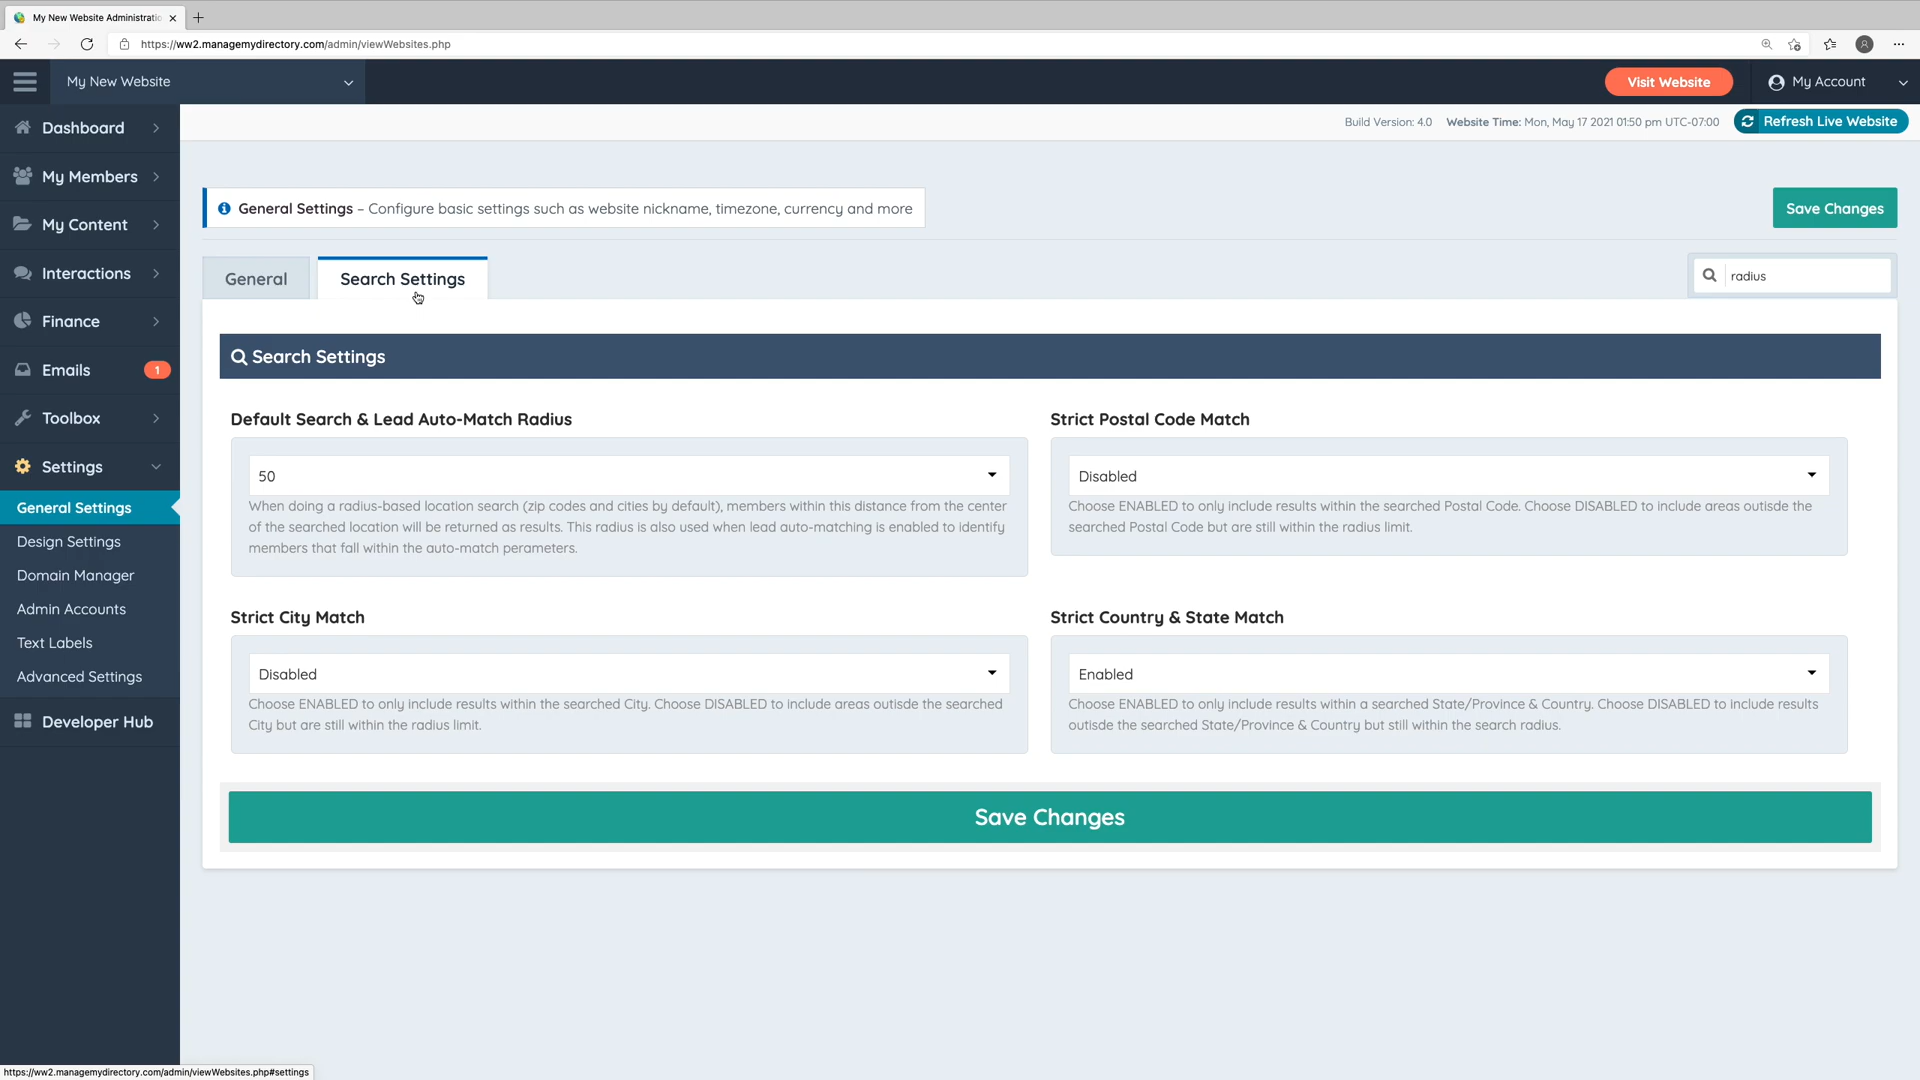 My New Website Administratio
https://ww2.managemydirectory.com/admin/viewWebsites.php
My New Website
Visit Website
My Account
Build Version: 4.0 Website Time: Mon, May 17 2021 01:50 pm UTC-07:00
Refresh Live Website
Dashboard
My Members
My Content
Interactions
Finance
Emails 1
Toolbox
Settings
General Settings
Design Settings
Domain Manager
Admin Accounts
Text Labels
Advanced Settings
Developer Hub
General Settings – Configure basic settings such as website nickname, timezone, currency and more
Save Changes
General
Search Settings
radius
Search Settings
Default Search & Lead Auto-Match Radius
50
When doing a radius-based location search (zip codes and cities by default), members within this distance from the center
of the searched location will be returned as results. This radius is also used when lead auto-matching is enabled to identify
members that fall within the auto-match perameters.
Strict Postal Code Match
Disabled
Choose ENABLED to only include results within the searched Postal Code. Choose DISABLED to include areas outisde the
searched Postal Code but are still within the radius limit.
Strict City Match
Disabled
Choose ENABLED to only include results within the searched City. Choose DISABLED to include areas outisde the searched
City but are still within the radius limit.
Strict Country & State Match
Enabled
Choose ENABLED to only include results within a searched State/Province & Country. Choose DISABLED to include results
outisde the searched State/Province & Country but still within the search radius.
Save Changes
https://ww2.managemydirectory.com/admin/viewWebsites.php#settings